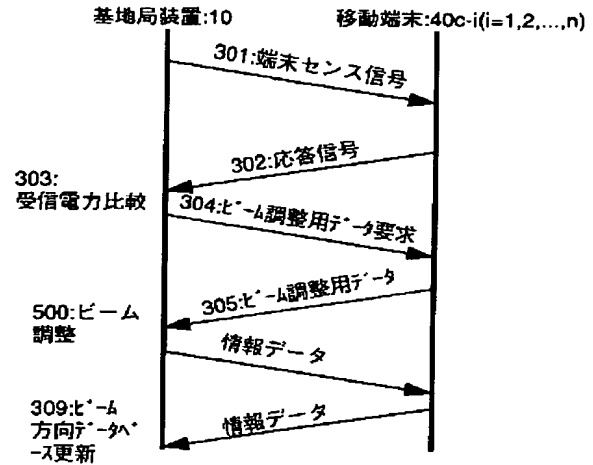 基地局装置:10
移動端末:40c-i(i=1,2,...,n)
301:端末センス信号
302:応答信号
303:
受信電力比較
304:ﾋﾞｰﾑ調整用ﾃﾞｰﾀ要求
305:ﾋﾞｰﾑ調整用ﾃﾞｰﾀ
500:ビーム
調整
情報データ
309:ﾋﾞｰﾑ
方向ﾃﾞｰﾀﾍﾞ
ｰｽ更新
情報データ